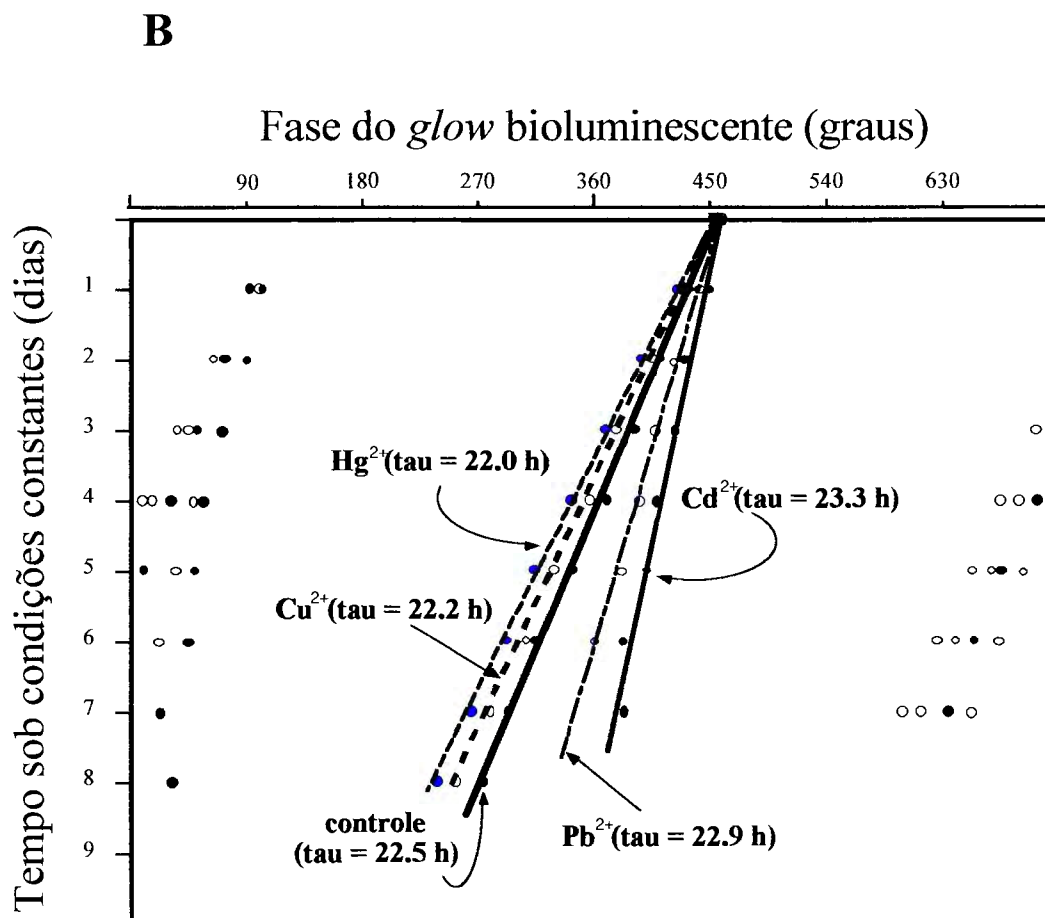 B
Fase do glow bioluminescente (graus)
90 180 270 360 450 540 630
Tempo sob condições constantes (dias)
1
2
3
4
5
6
7
8
9
Hg²⁺(tau = 22.0 h)
Cd²⁺(tau = 23.3 h)
Cu²⁺(tau = 22.2 h)
controle
(tau = 22.5 h)
Pb²⁺(tau = 22.9 h)